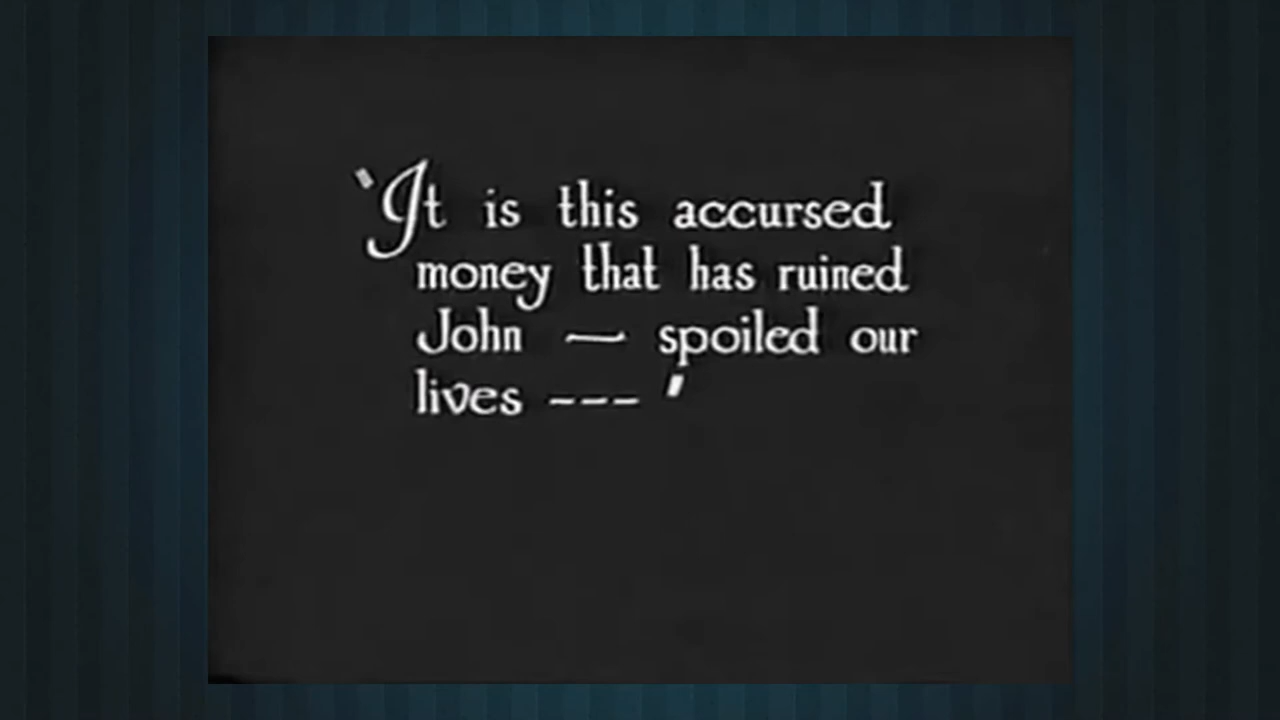 ‘It is this accursed
money that has ruined
John — spoiled our
lives --- ’